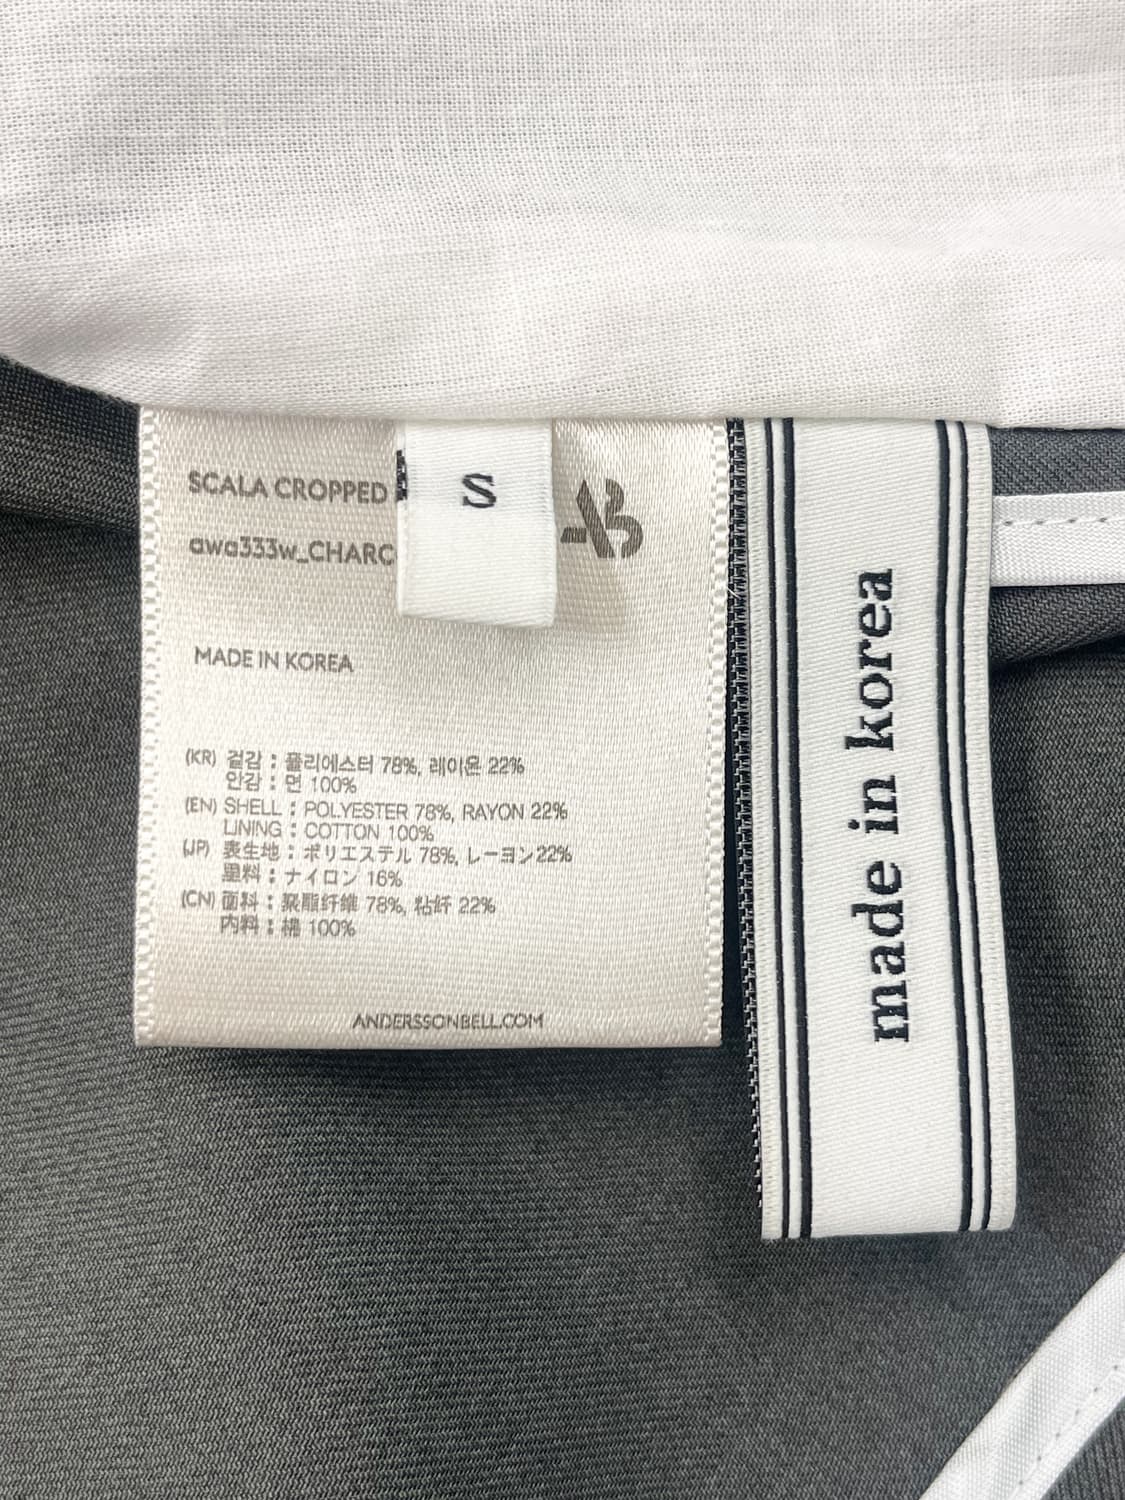 SCALA CROPPED
S
AB
awa333w_CHARC
MADE IN KOREA
(KR) 겉감 : 폴리에스터 78%, 레이온 22%
안감 : 면 100%
(EN) SHELL : POLYESTER 78%, RAYON 22%
LINING : COTTON 100%
(JP) 表生地 : ポリエステル 78%, レーヨン22%
里料 : ナイロン 16%
(CN) 面料 : 聚脂纤维 78%, 粘纤 22%
内料 : 棉 100%
ANDERSSONBELL.COM
made in korea